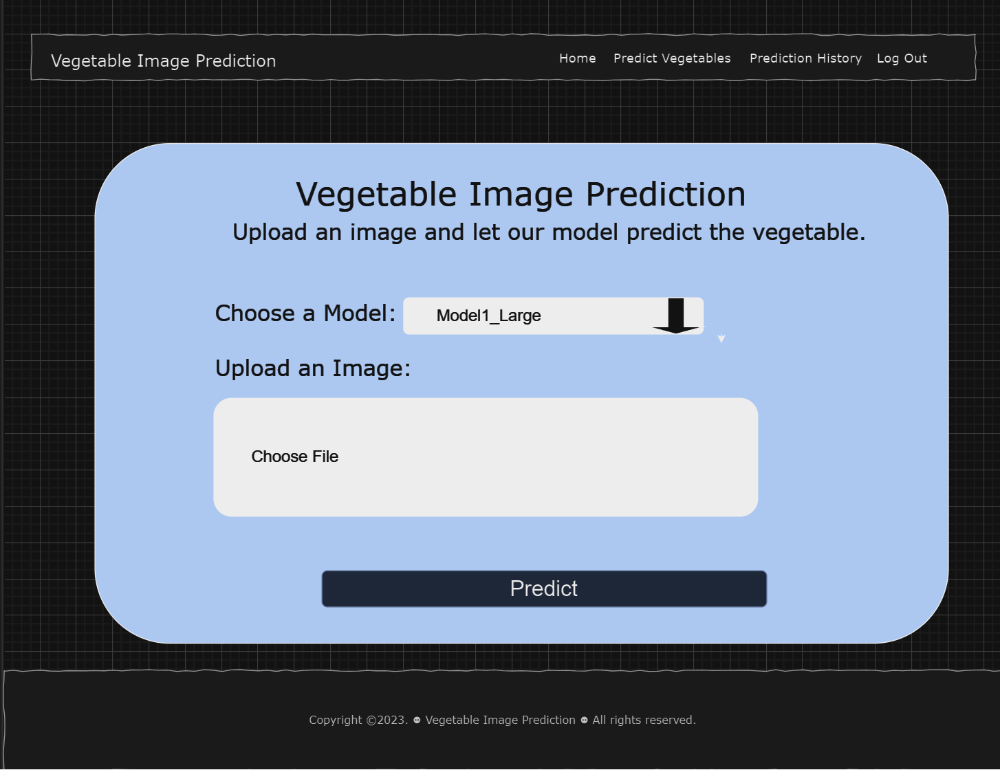 Vegetable Image Prediction
Home Predict Vegetables Prediction History Log Out
Vegetable Image Prediction
Upload an image and let our model predict the vegetable.
Choose a Model: Model1_Large
Upload an Image:
Choose File
Predict
Copyright ©2023. Vegetable Image Prediction All rights reserved.